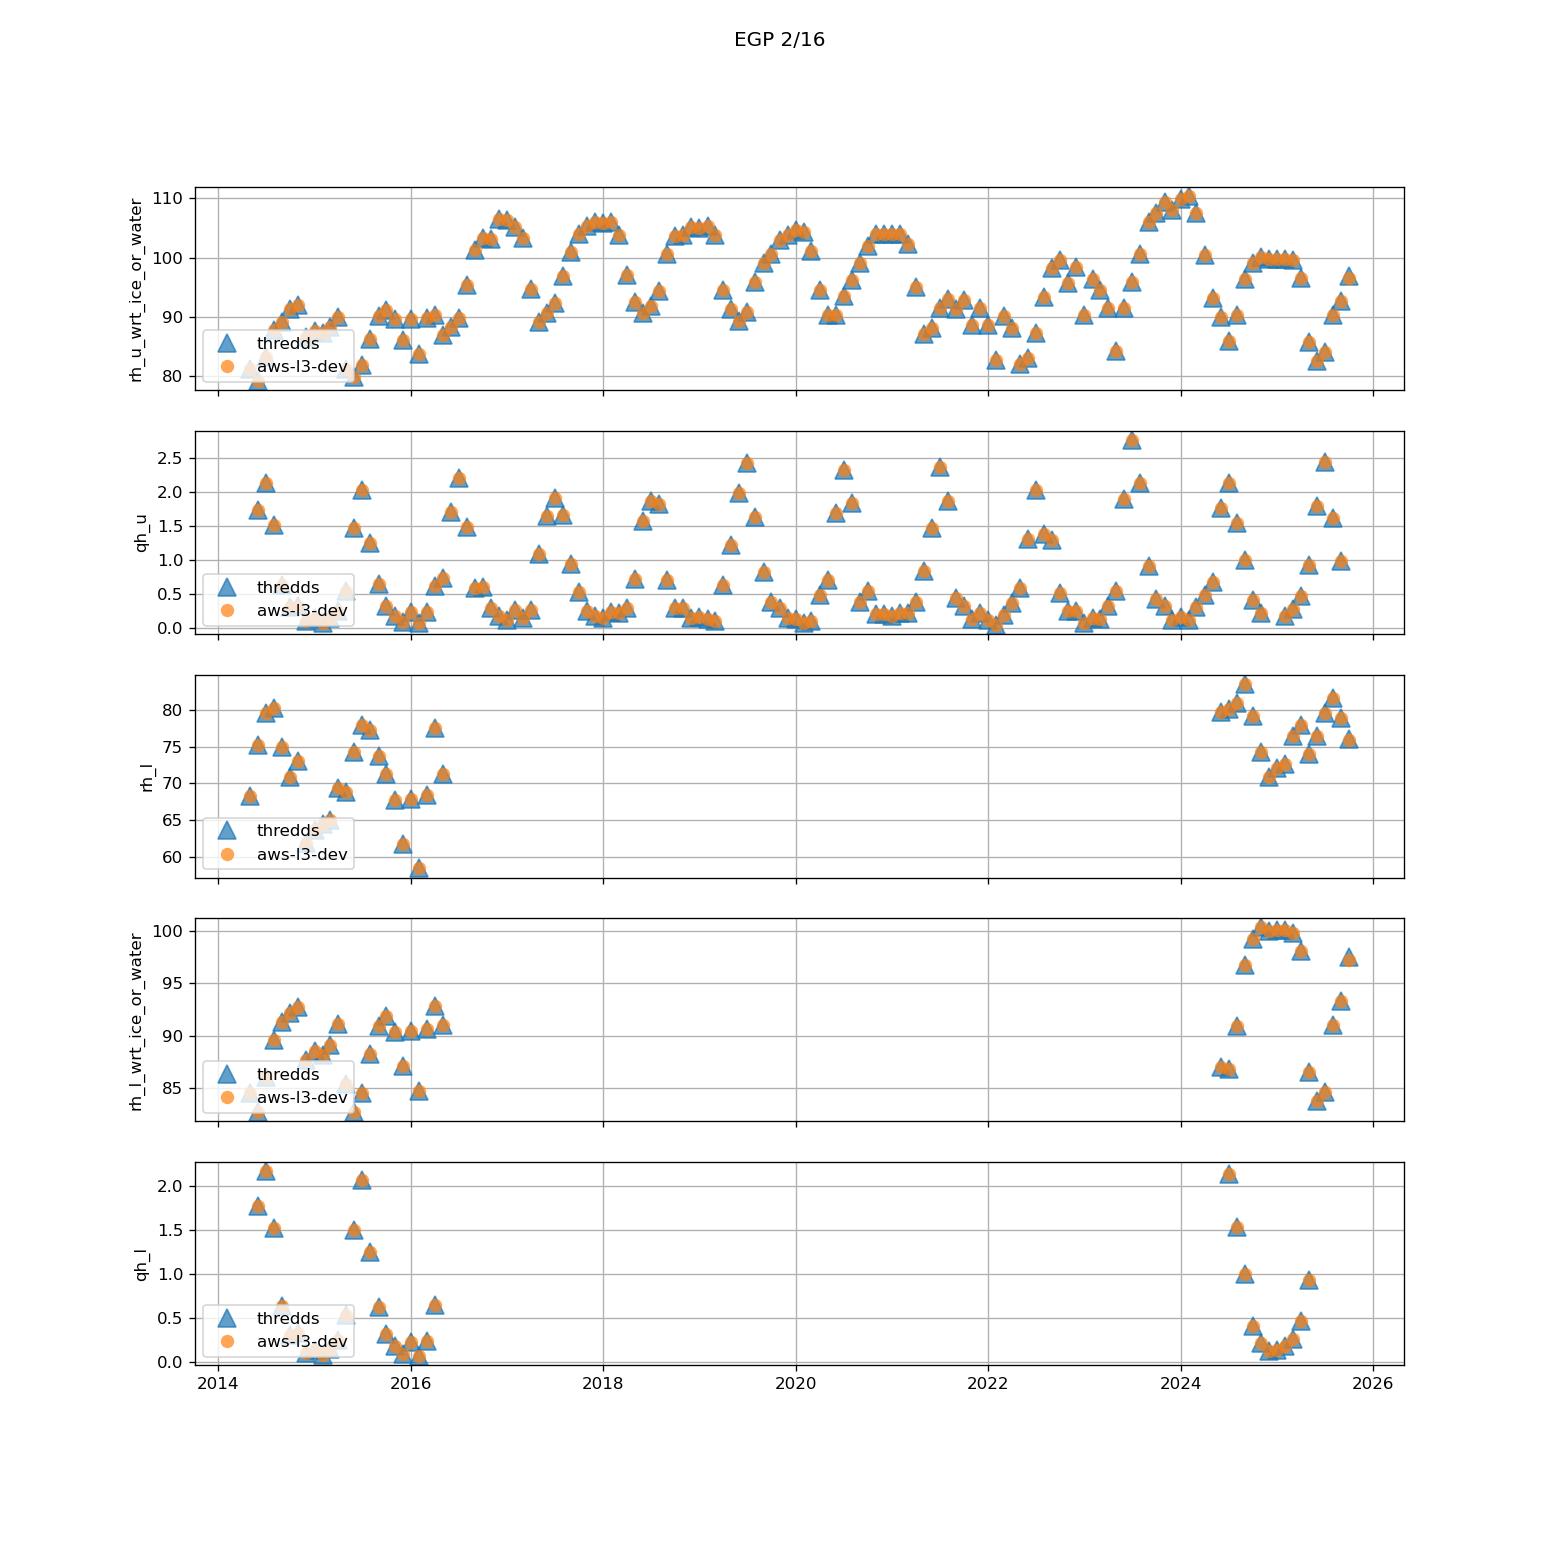 EGP 2/16
110
100
90
80
rh_u_wrt_ice_or_water
thredds
aws-l3-dev
2.5
2.0
1.5
1.0
0.5
0.0
qh_u
thredds
aws-l3-dev
80
75
70
65
60
rh_l
thredds
aws-l3-dev
100
95
90
85
rh_l_wrt_ice_or_water
thredds
aws-l3-dev
2.0
1.5
1.0
0.5
0.0
qh_l
thredds
aws-l3-dev
2014 2016 2018 2020 2022 2024 2026